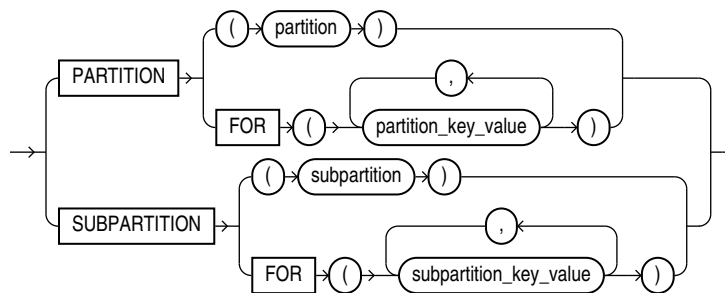 ( partition )
PARTITION
,
FOR ( partition_key_value )
( subpartition )
SUBPARTITION
,
FOR ( subpartition_key_value )